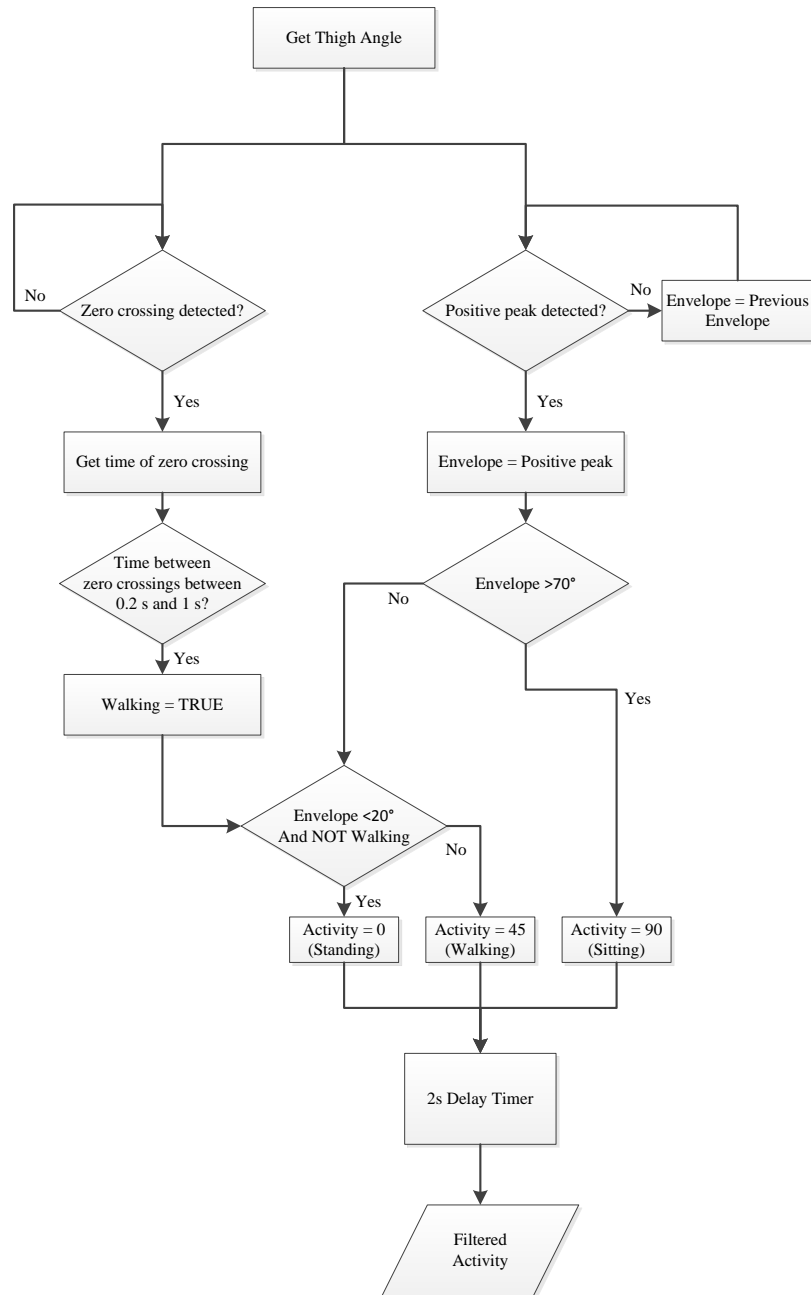 Get Thigh Angle
No
Zero crossing detected?
Positive peak detected?
No
Envelope = Previous
Envelope
Yes
Yes
Get time of zero crossing
Envelope = Positive peak
Time between
zero crossings between
0.2 s and 1 s?
Envelope >70°
No
Yes
Walking = TRUE
Yes
Envelope <20°
And NOT Walking
No
Yes
Activity = 0
(Standing)
Activity = 45
(Walking)
Activity = 90
(Sitting)
2s Delay Timer
Filtered
Activity